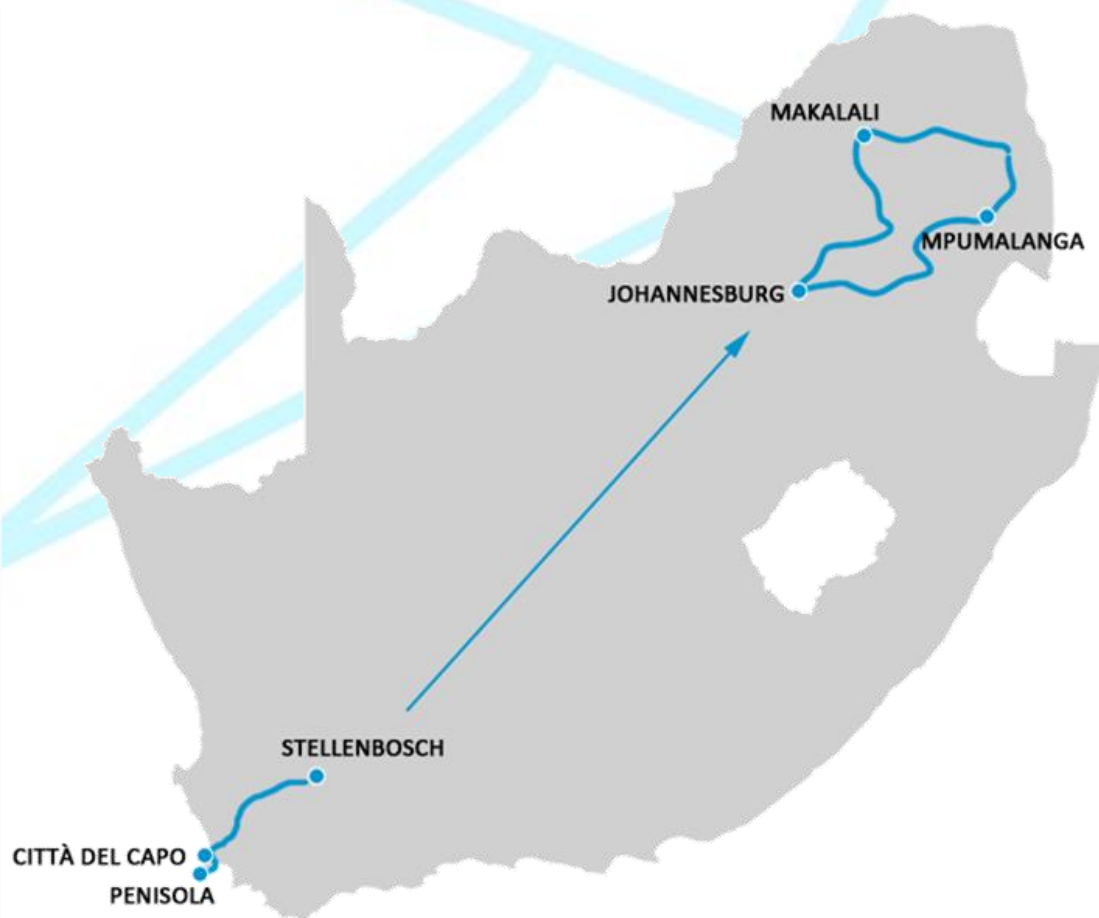 MAKALALI
MPUMALANGA
JOHANNESBURG
STELLENBOSCH
CITTÀ DEL CAPO
PENISOLA